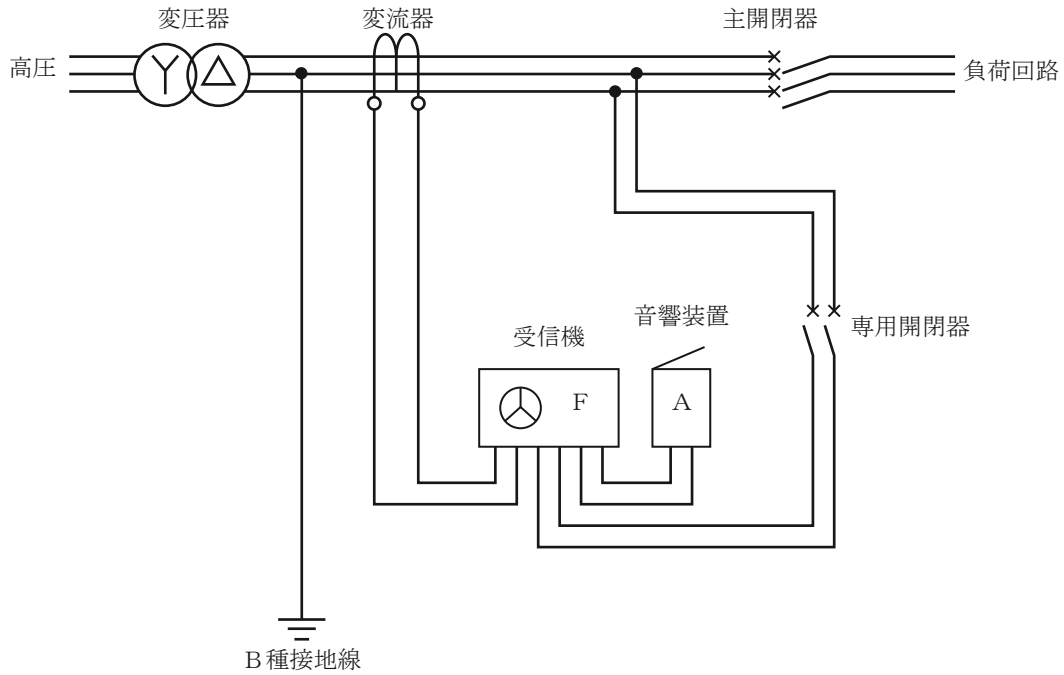 変圧器
変流器
主開閉器
高圧
負荷回路
専用開閉器
音響装置
受信機
F
A
B種接地線